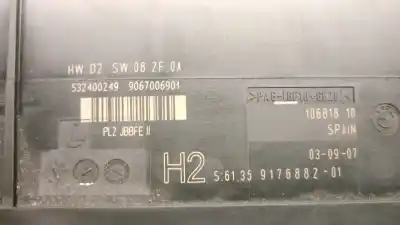 HW.02 SW.08 2F.0A
532400249 9067006901
PL2 JBBFE II
106818 10
SPAIN
03-09-07
H2 S:61.35 9176882-01